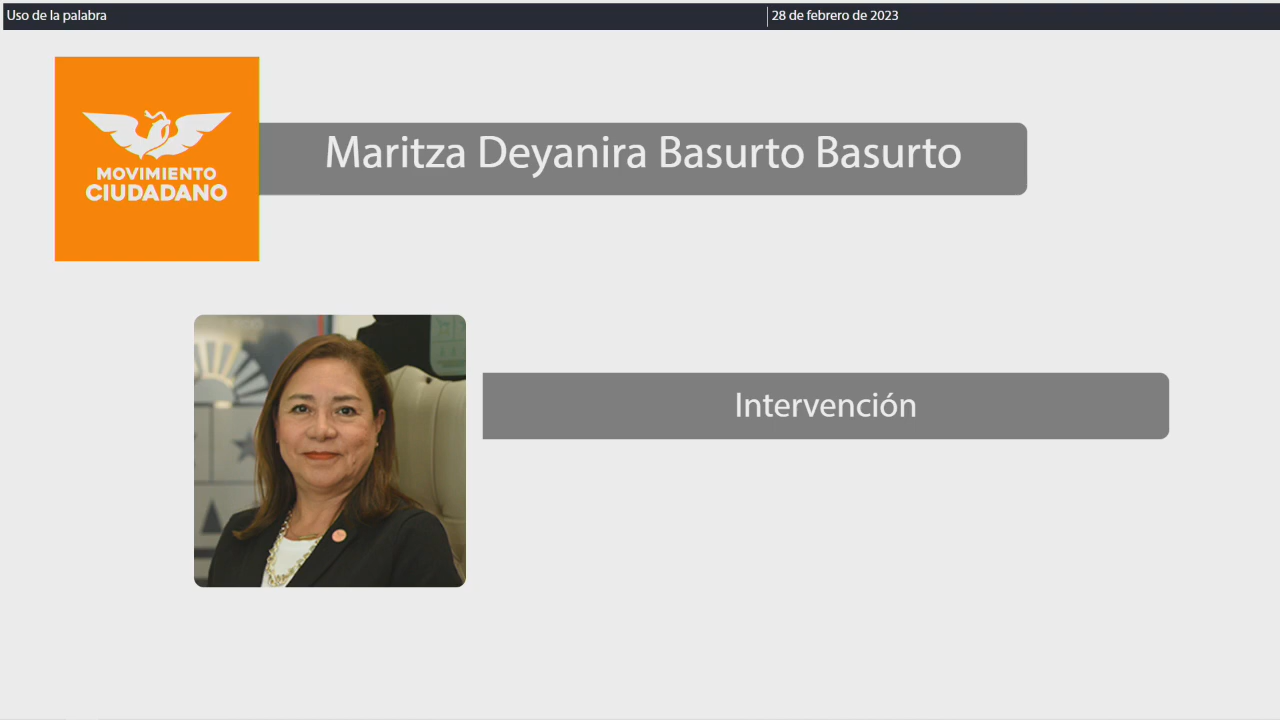 Uso de la palabra
28 de febrero de 2023
Maritza Deyanira Basurto Basurto
MOVIMIENTO
CIUDADANO
Intervención